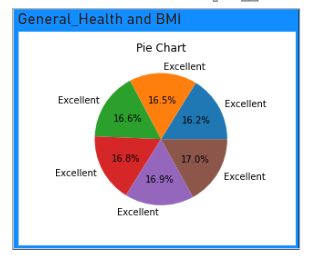 General_Health and BMI
Pie Chart
Excellent
16.5%
Excellent
16.6%
Excellent
16.2%
Excellent
16.8%
Excellent
16.9%
Excellent
17.0%